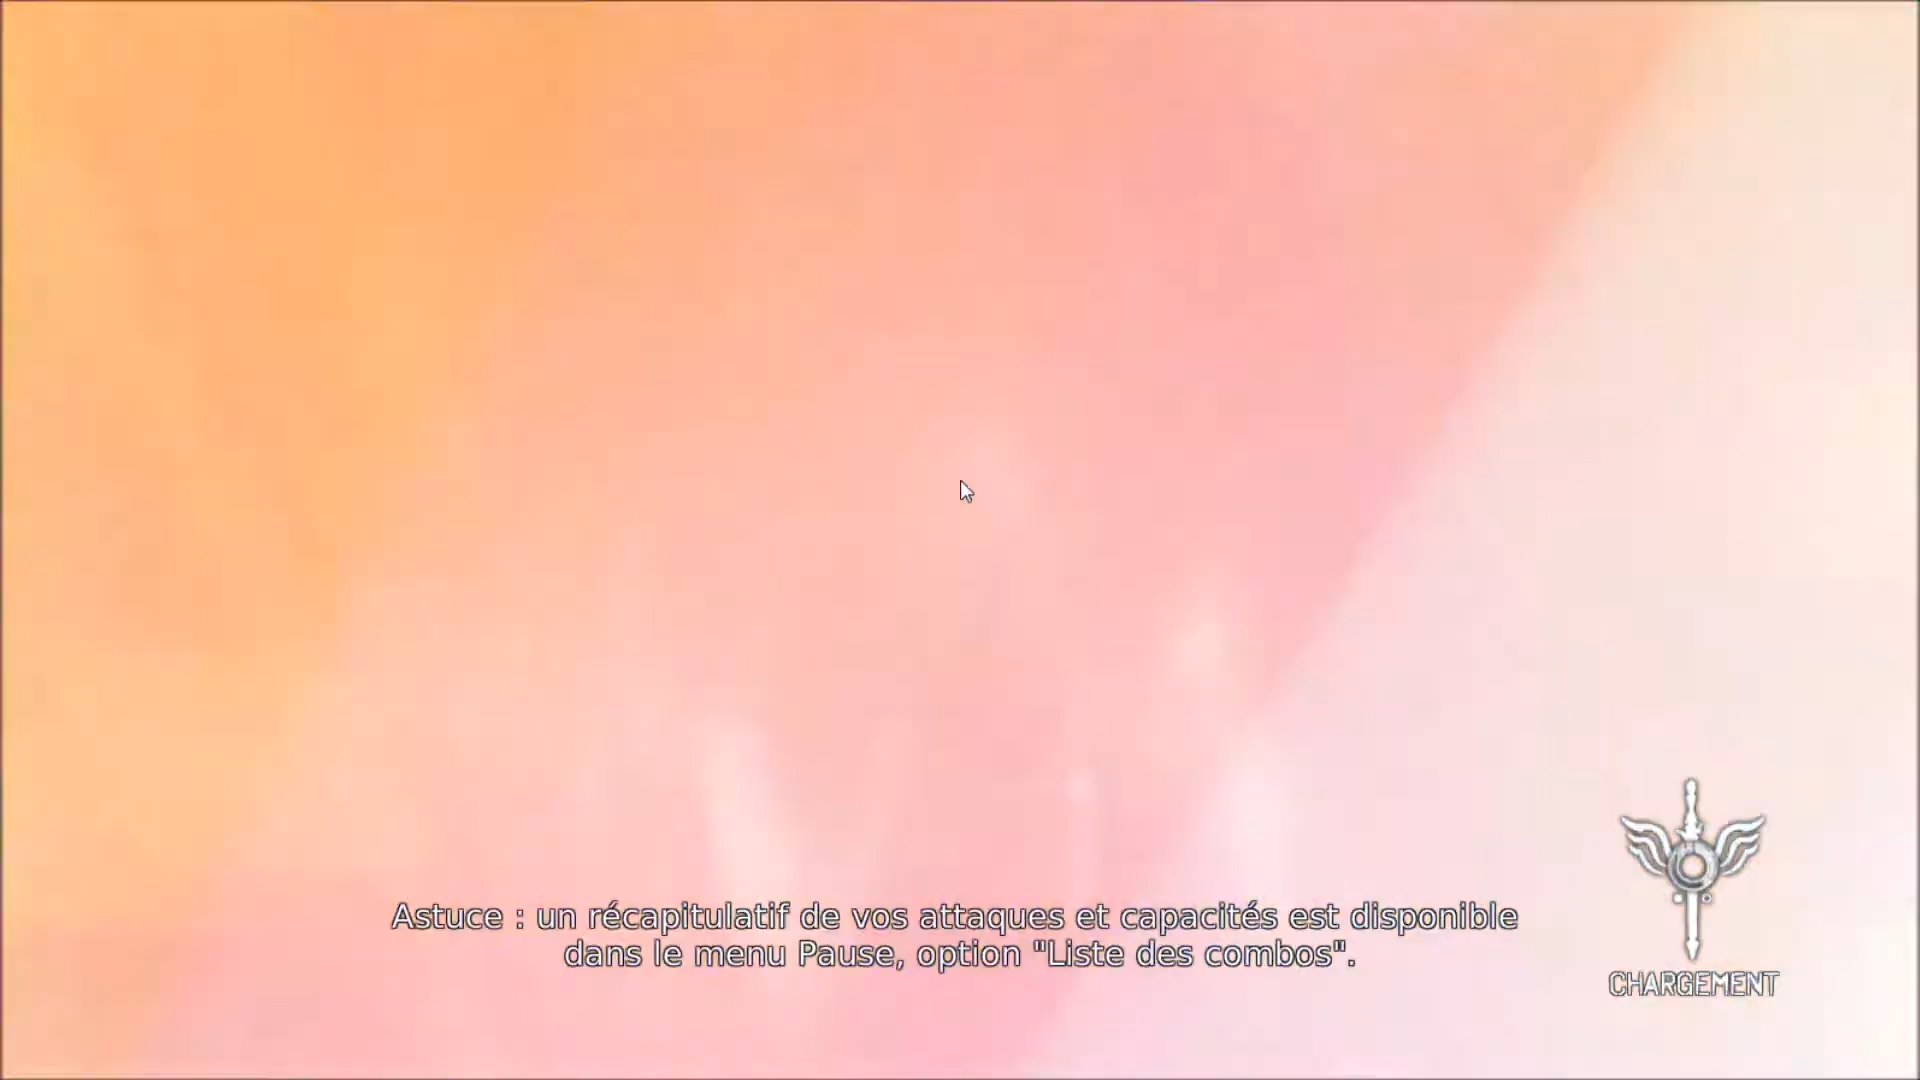 Astuce : un récapitulatif de vos attaques et capacités est disponible
dans le menu Pause, option "Liste des combos".
CHARGEMENT